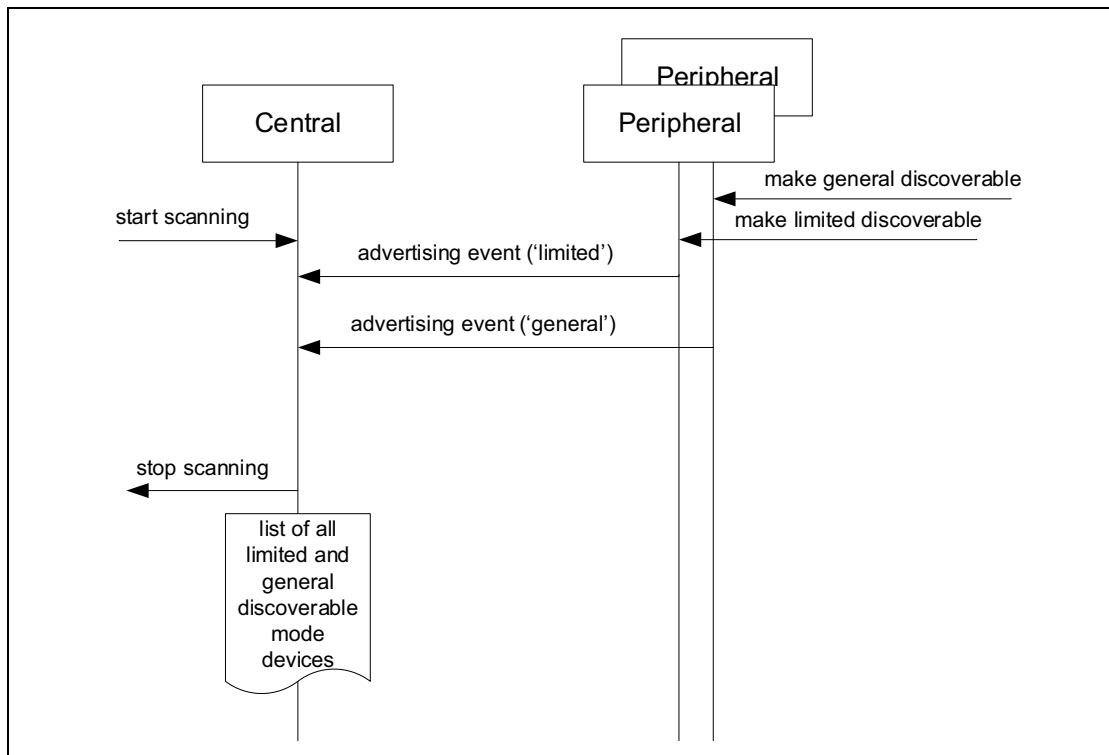 Peripheral
Central
Peripheral
make general discoverable
start scanning
make limited discoverable
advertising event (‘limited’)
advertising event (‘general’)
stop scanning
list of all
limited and
general
discoverable
mode
devices